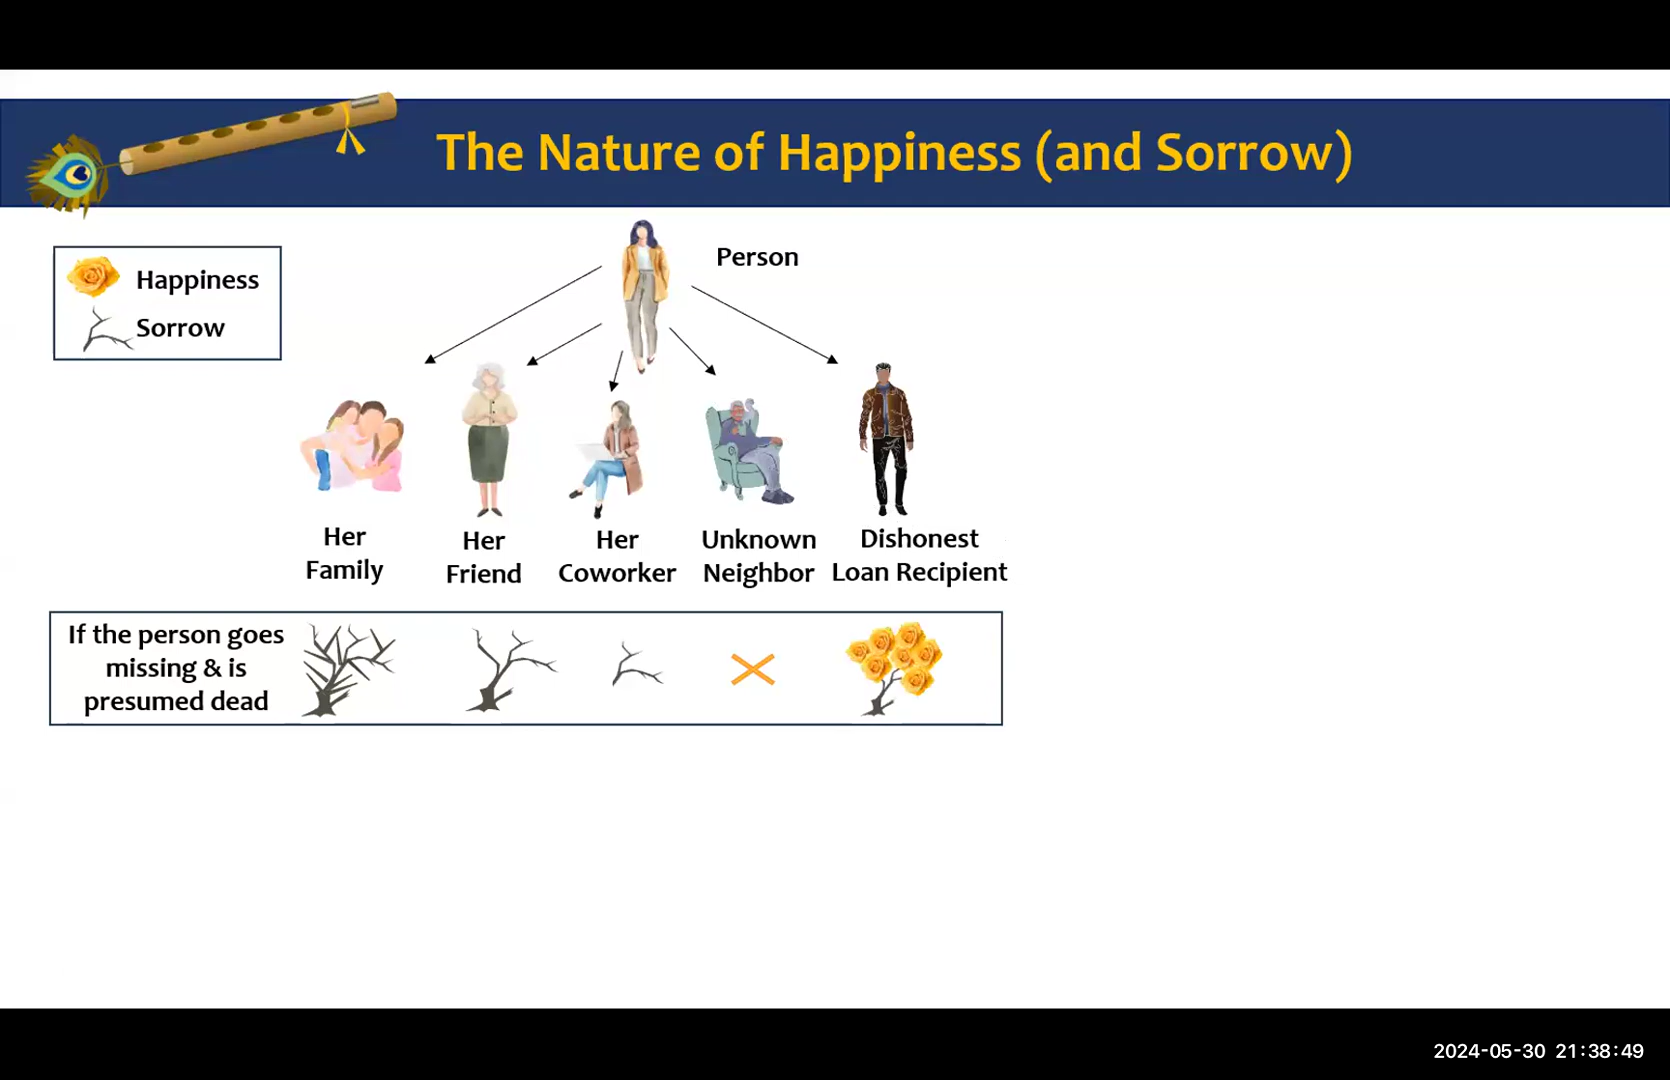 The Nature of Happiness (and Sorrow)
Happiness
Sorrow
Person
Her
Family
Her
Friend
Her
Coworker
Unknown
Neighbor
Dishonest
Loan Recipient
If the person goes
missing & is
presumed dead
2024-05-30 21:38:49